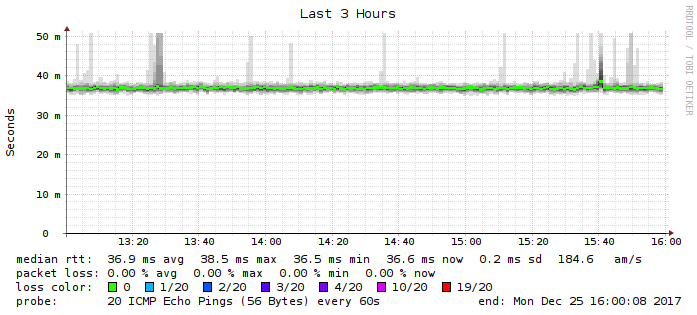 Last 3 Hours
RRDTOOL / TOBI OETIKER
Seconds
50 m
40 m
30 m
20 m
10 m
0
13:20 13:40 14:00 14:20 14:40 15:00 15:20 15:40 16:00
median rtt: 36.9 ms avg 38.5 ms max 36.5 ms min 36.6 ms now 0.2 ms sd 184.6 am/s
packet loss: 0.00 % avg 0.00 % max 0.00 % min 0.00 % now
loss color: 0 1/20 2/20 3/20 4/20 10/20 19/20
probe: 20 ICMP Echo Pings (56 Bytes) every 60s end: Mon Dec 25 16:00:08 2017